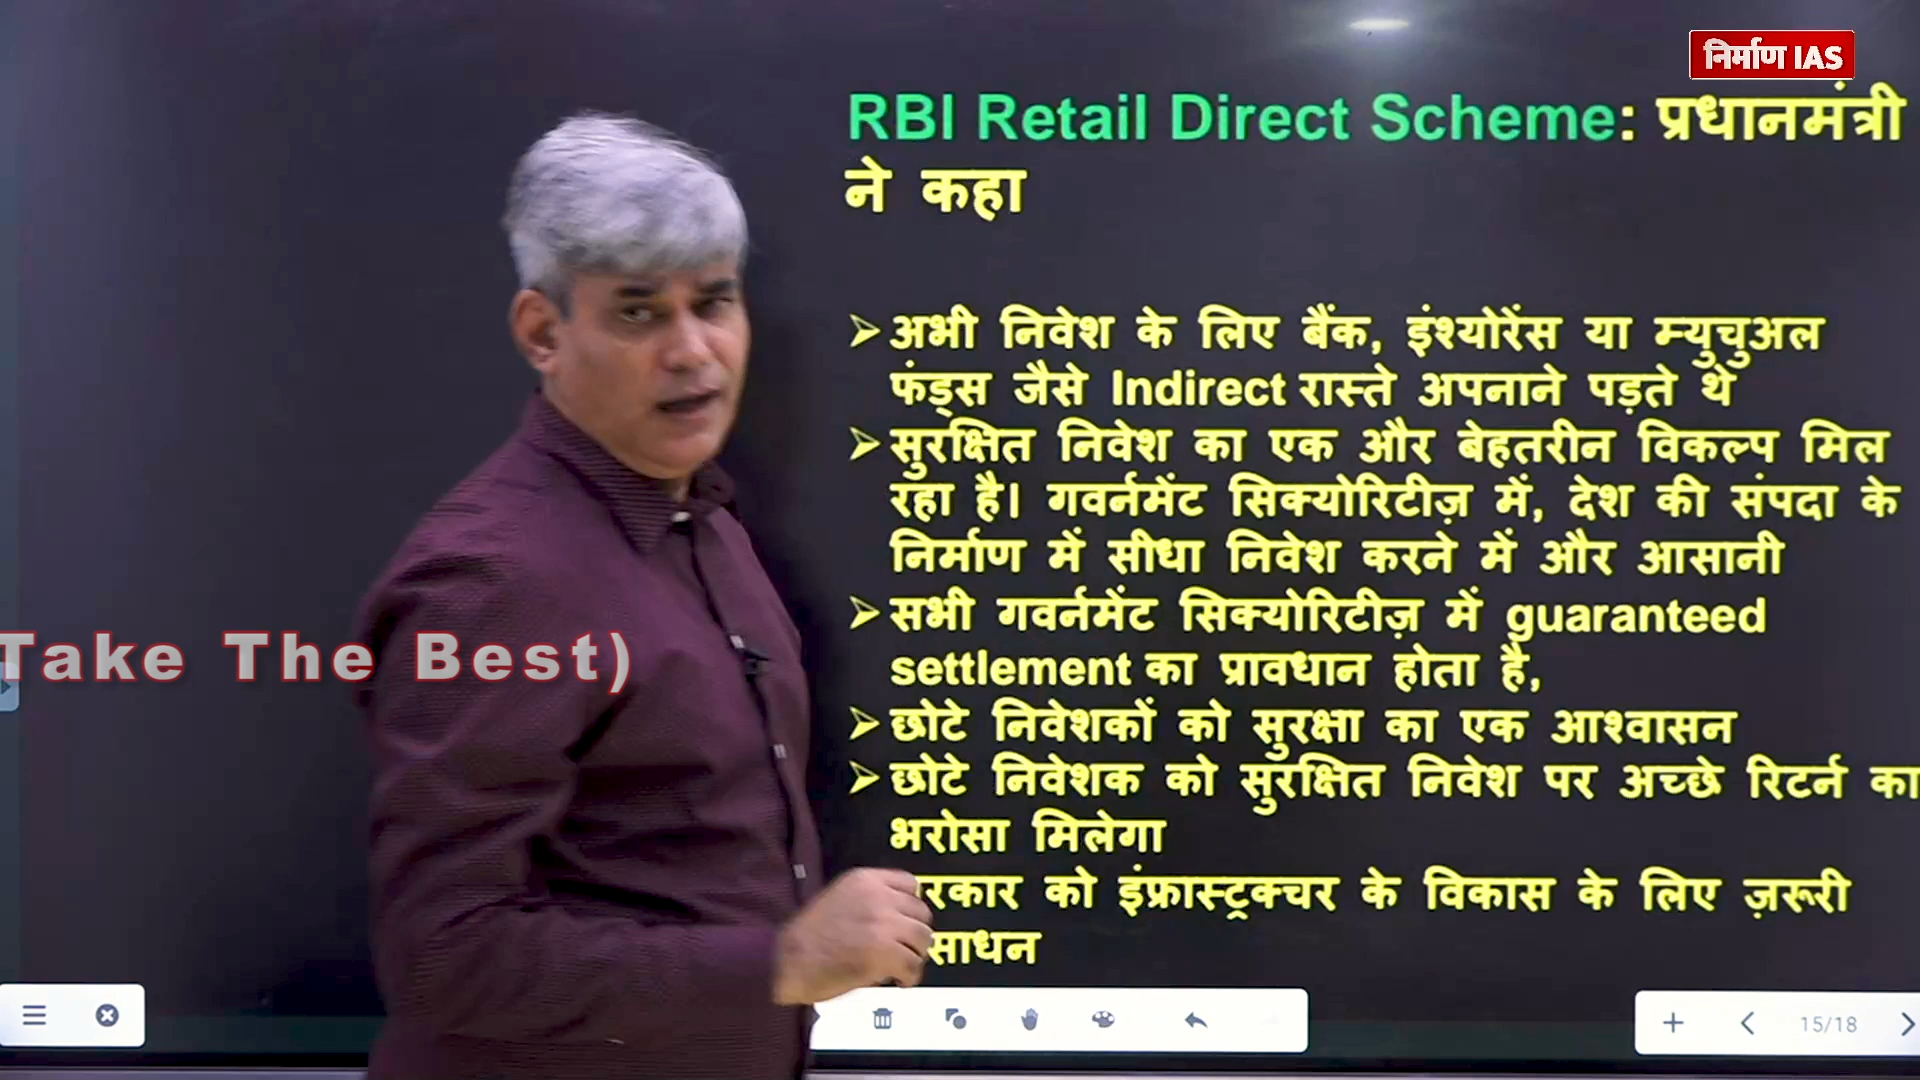 निर्माण IAS
RBI Retail Direct Scheme: प्रधानमंत्री
ने कहा
➢ अभी निवेश के लिए बैंक, इंश्योरेंस या म्युचुअल
फंड्स जैसे Indirect रास्ते अपनाने पड़ते थे
➢ सुरक्षित निवेश का एक और बेहतरीन विकल्प मिल
रहा है। गवर्नमेंट सिक्योरिटीज़ में, देश की संपदा के
निर्माण में सीधा निवेश करने में और आसानी
➢ सभी गवर्नमेंट सिक्योरिटीज़ में guaranteed
settlement का प्रावधान होता है,
Take The Best)
➢ छोटे निवेशकों को सुरक्षा का एक आश्वासन
➢ छोटे निवेशक को सुरक्षित निवेश पर अच्छे रिटर्न का
भरोसा मिलेगा
रकार को इंफ्रास्ट्रक्चर के विकास के लिए ज़रूरी
साधन
15/18